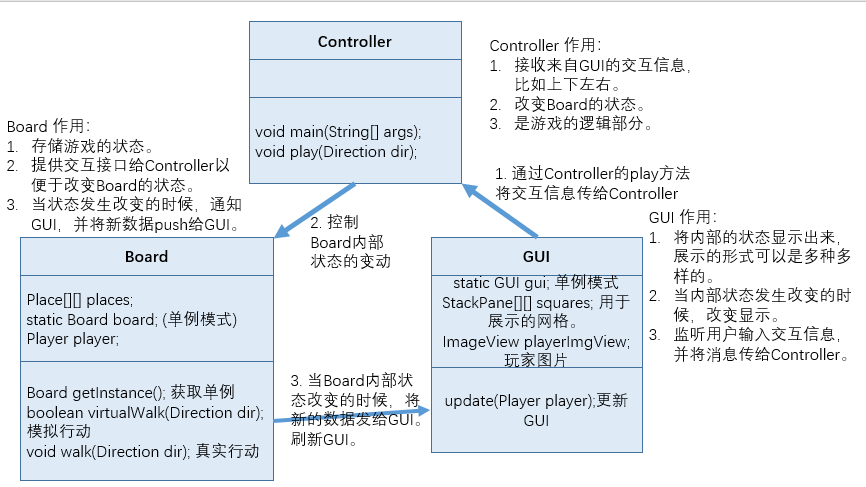 Controller
void main(String[] args);
void play(Direction dir);
Controller 作用：
1. 接收来自GUI的交互信息，
比如上下左右。
2. 改变Board的状态。
3. 是游戏的逻辑部分。
Board 作用：
1. 存储游戏的状态。
2. 提供交互接口给Controller以
便于改变Board的状态。
3. 当状态发生改变的时候，通知
GUI，并将新数据push给GUI。
1. 通过Controller的play方法
将交互信息传给Controller
2. 控制
Board内部
状态的变动
GUI 作用：
1. 将内部的状态显示出来，
展示的形式可以是多种多
样的。
2. 当内部状态发生改变的时
候，改变显示。
3. 监听用户输入交互信息，
并将消息传给Controller。
Board
Place[][] places;
static Board board; (单例模式)
Player player;
Board getInstance(); 获取单例
boolean virtualWalk(Direction dir);
模拟行动
void walk(Direction dir); 真实行动
3. 当Board内部状
态改变的时候，将
新的数据发给GUI。
刷新GUI。
GUI
static GUI gui; 单例模式
StackPane[][] squares; 用于
展示的网格。
ImageView playerImgView;
玩家图片
update(Player player);更新
GUI